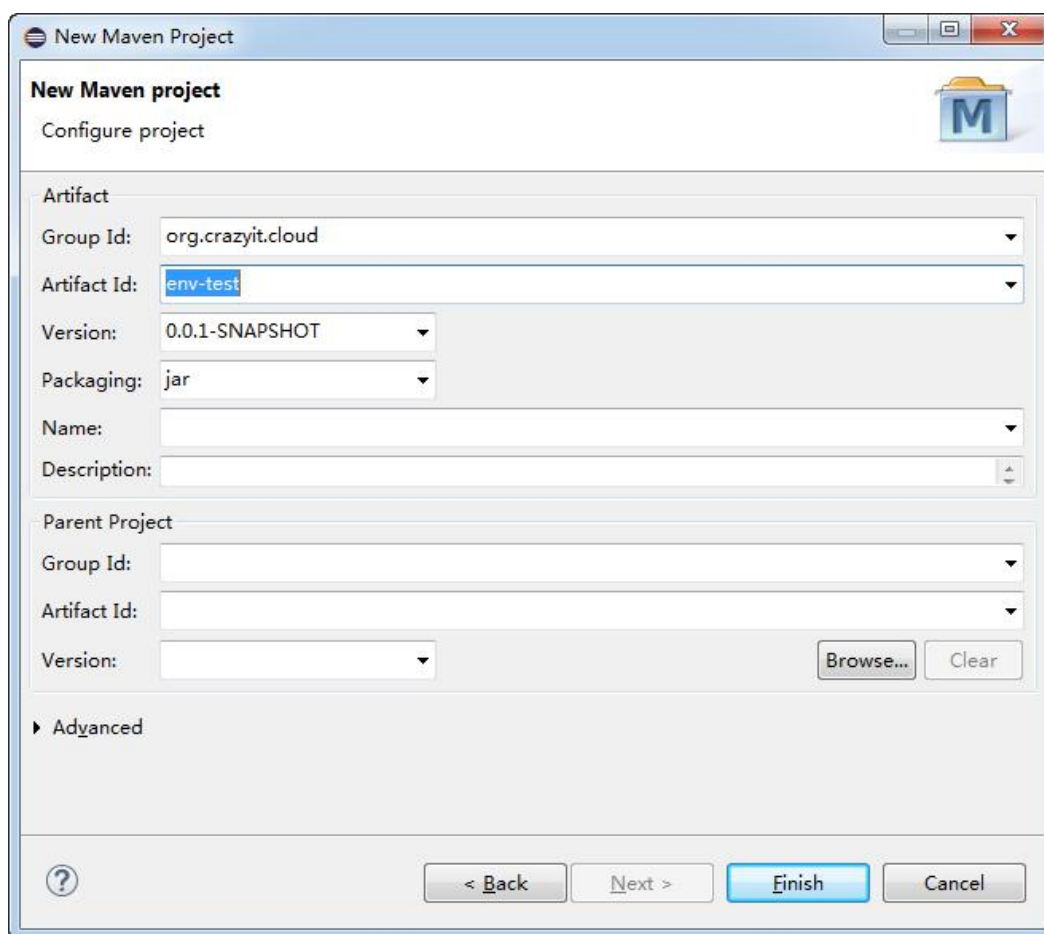 New Maven Project
New Maven project
Configure project
M
Artifact
Group Id: org.crazyit.cloud
Artifact Id: env-test
Version: 0.0.1-SNAPSHOT
Packaging: jar
Name:
Description:
Parent Project
Group Id:
Artifact Id:
Version: Browse... Clear
Advanced
? < Back Next > Finish Cancel